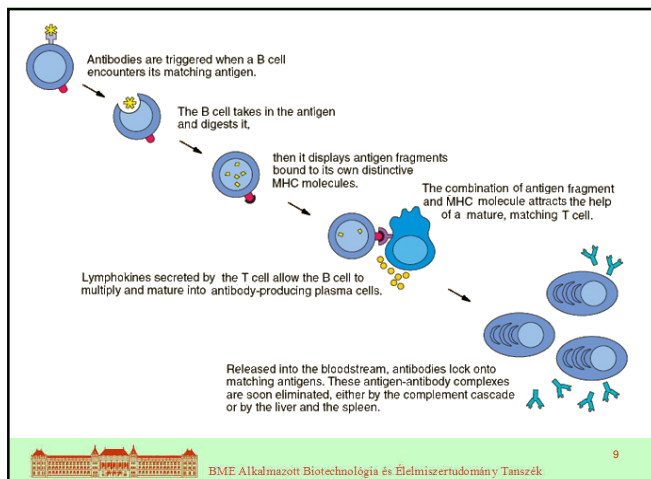 Antibodies are triggered when a B cell
encounters its matching antigen.
The B cell takes in the antigen
and digests it,
then it displays antigen fragments
bound to its own distinctive
MHC molecules.
The combination of antigen fragment
and MHC molecule attracts the help
of a mature, matching T cell.
Lymphokines secreted by the T cell allow the B cell to
multiply and mature into antibody-producing plasma cells.
Released into the bloodstream, antibodies lock onto
matching antigens. These antigen-antibody complexes
are soon eliminated, either by the complement cascade
or by the liver and the spleen.
9
BME Alkalmazott Biotechnológia és Élelmiszertudomány Tanszék